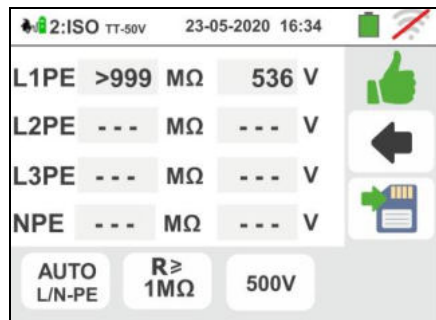 2:ISO TT-50V 23-05-2020 16:34
L1PE >999 MΩ 536 V
L2PE - - - MΩ - - - V
L3PE - - - MΩ - - - V
NPE - - - MΩ - - - V
AUTO R≥ 500V
L/N-PE 1MΩ